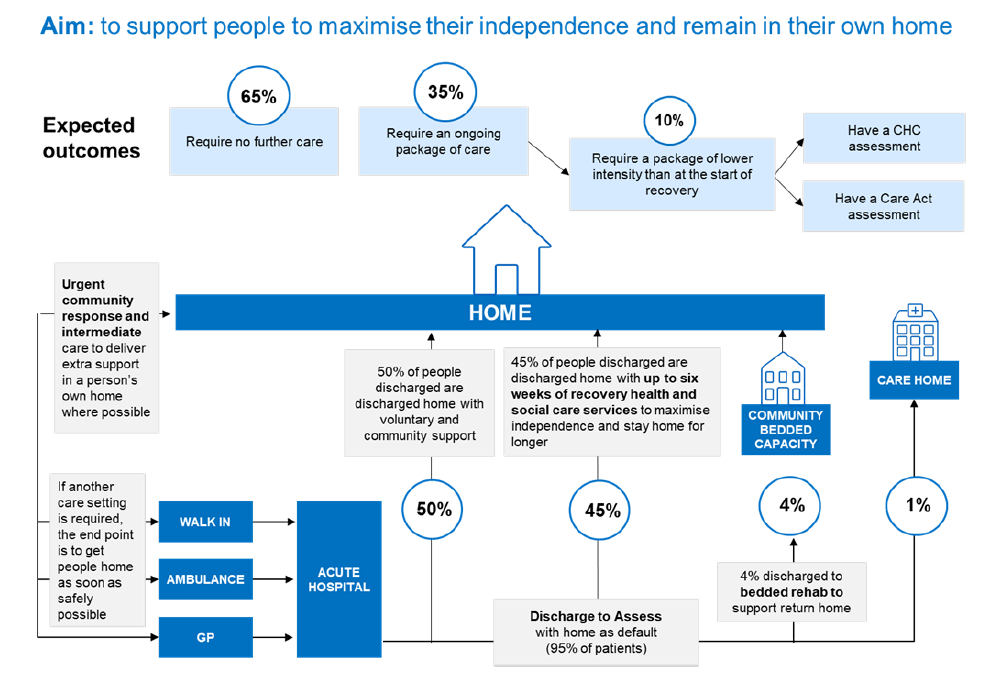 Aim: to support people to maximise their independence and remain in their own home
Expected
outcomes
65%
Require no further care
35%
Require an ongoing
package of care
10%
Require a package of lower
intensity than at the start of
recovery
Have a CHC
assessment
Have a Care Act
assessment
Urgent
community
response and
intermediate
care to deliver
extra support
in a person's
own home
where possible
HOME
50% of people
discharged are
discharged home with
voluntary and
community support
45% of people discharged are
discharged home with up to six
weeks of recovery health and
social care services to maximise
independence and stay home for
longer
COMMUNITY
BEDDED
CAPACITY
CARE HOME
If another
care setting
is required,
the end point
is to get
people home
as soon as
safely
possible
WALK IN
AMBULANCE
GP
ACUTE
HOSPITAL
50%
45%
4%
1%
Discharge to Assess
with home as default
(95% of patients)
4% discharged to
bedded rehab to
support return home